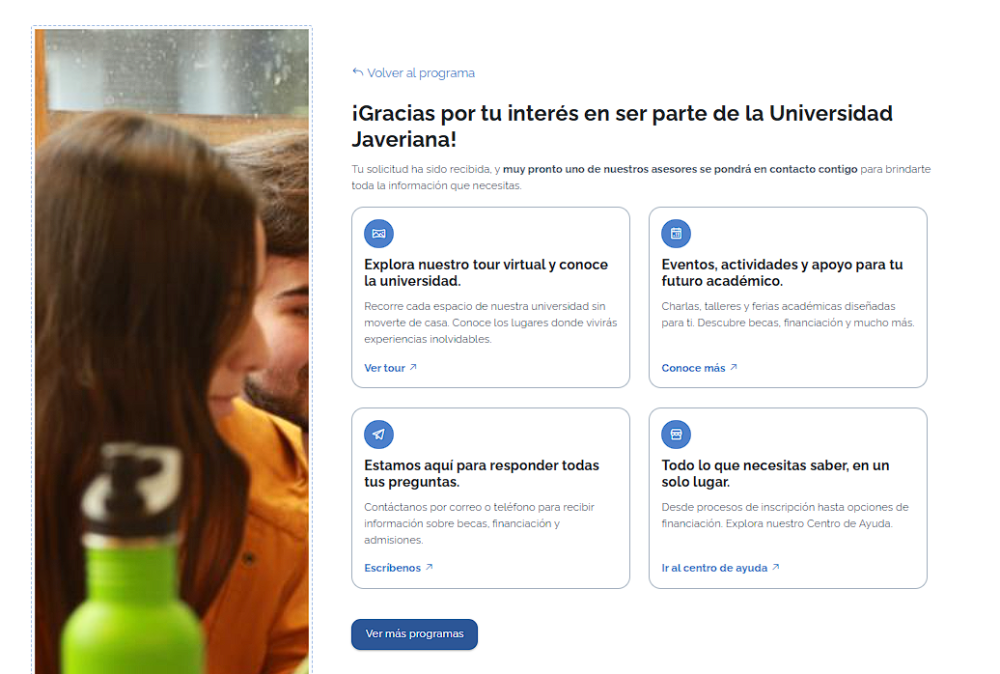 Volver al programa
¡Gracias por tu interés en ser parte de la Universidad
Javeriana!
Tu solicitud ha sido recibida, y muy pronto uno de nuestros asesores se pondrá en contacto contigo para brindarte
toda la información que necesitas.
Explora nuestro tour virtual y conoce
la universidad.
Recorre cada espacio de nuestra universidad sin
moverte de casa. Conoce los lugares donde vivirás
experiencias inolvidables.
Ver tour
Eventos, actividades y apoyo para tu
futuro académico.
Charlas, talleres y ferias académicas diseñadas
para ti. Descubre becas, financiación y mucho más.
Conoce más
Estamos aquí para responder todas
tus preguntas.
Contáctanos por correo o teléfono para recibir
información sobre becas, financiación y
admisiones.
Escríbenos
Todo lo que necesitas saber, en un
solo lugar.
Desde procesos de inscripción hasta opciones de
financiación. Explora nuestro Centro de Ayuda.
Ir al centro de ayuda
Ver más programas